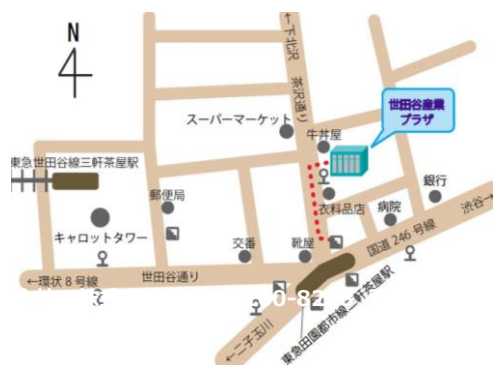 N
←下北沢
茶沢通り
世田谷産業
プラザ
スーパーマーケット
牛丼屋
東急世田谷線三軒茶屋駅
郵便局
衣料品店
病院
銀行
渋谷→
キャロットタワー
交番
靴屋
国道246号線
世田谷通り
←環状8号線
東急田園都市線三軒茶屋駅
←二子玉川